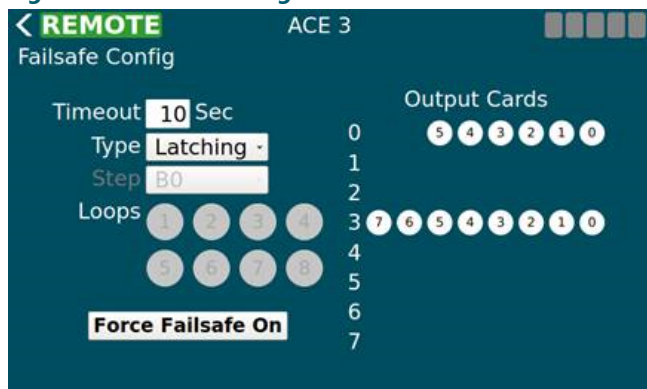 < REMOTE ACE 3
Failsafe Config
Timeout 10 Sec
Type Latching
Step B0
Loops 1 2 3 4
5 6 7 8
Force Failsafe On
Output Cards
0 5 4 3 2 1 0
1
2
3 7 6 5 4 3 2 1 0
4
5
6
7